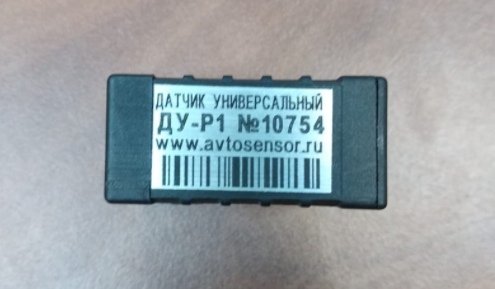 ДАТЧИК УНИВЕРСАЛЬНЫЙ
ДУ-Р1 №10754
www.avtosensor.ru